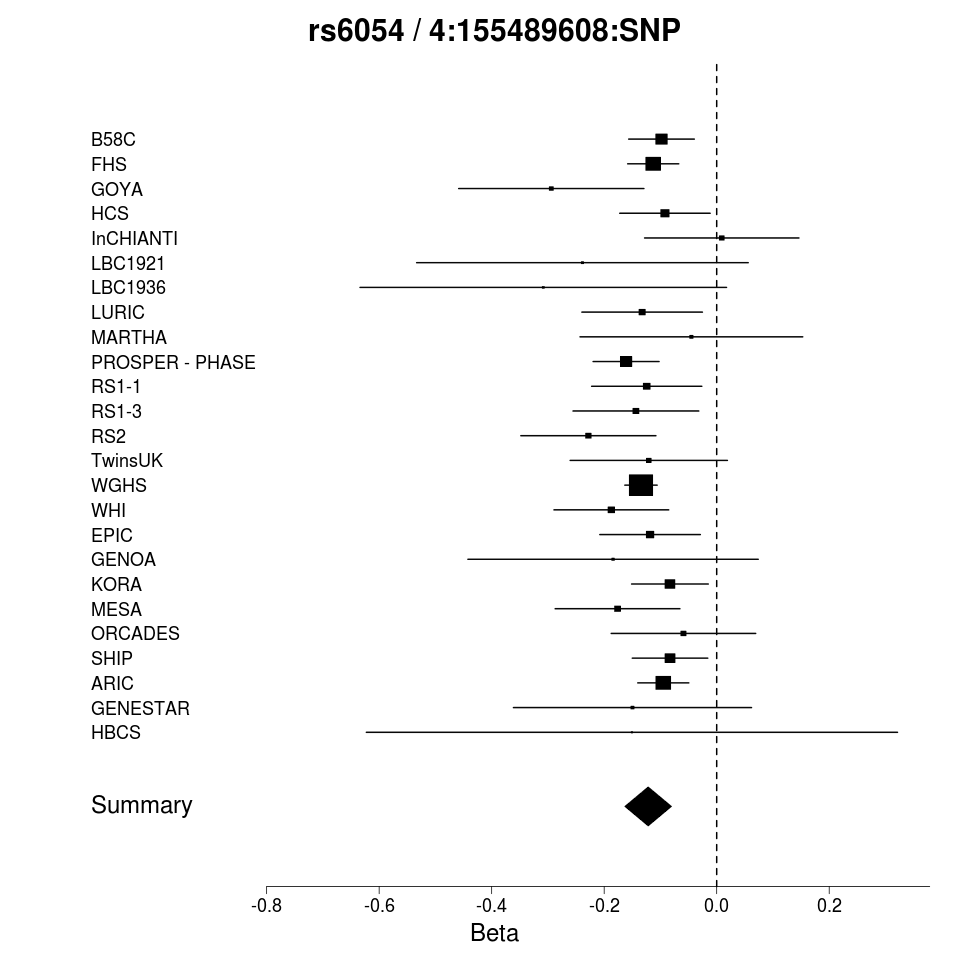 rs6054 / 4:155489608:SNP
B58C
FHS
GOYA
HCS
InCHIANTI
LBC1921
LBC1936
LURIC
MARTHA
PROSPER - PHASE
RS1-1
RS1-3
RS2
TwinsUK
WGHS
WHI
EPIC
GENOA
KORA
MESA
ORCADES
SHIP
ARIC
GENESTAR
HBCS
Summary
-0.8 -0.6 -0.4 -0.2 0.0 0.2
Beta